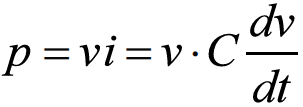 p = vi = v · C dv/dt